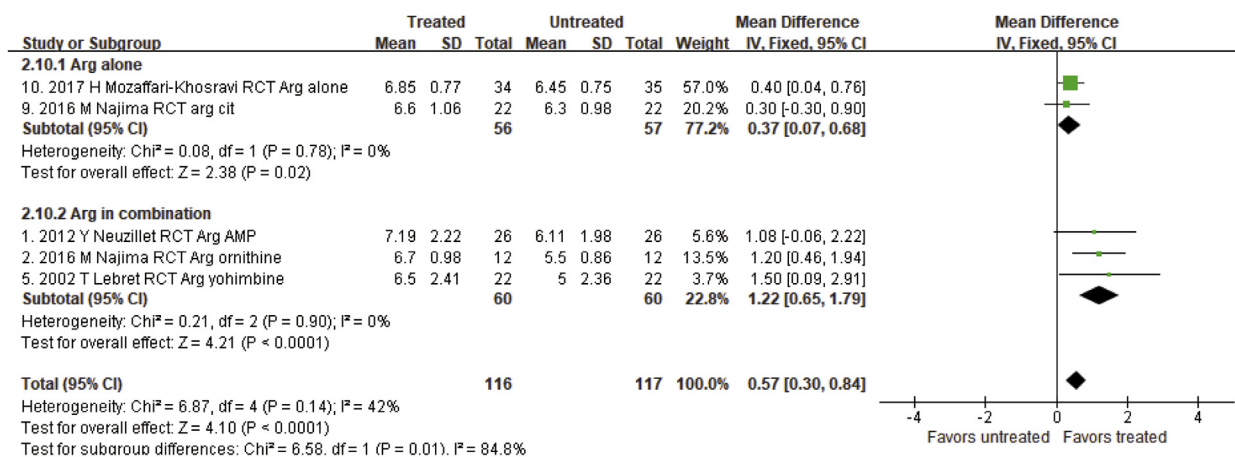 Treated Untreated Mean Difference Mean Difference
Study or Subgroup Mean SD Total Mean SD Total Weight IV, Fixed, 95% CI IV, Fixed, 95% CI
2.10.1 Arg alone
10. 2017 H Mozaffari-Khosravi RCT Arg alone 6.85 0.77 34 6.45 0.75 35 57.0% 0.40 [0.04, 0.76]
9. 2016 M Najima RCT arg cit 6.6 1.06 22 6.3 0.98 22 20.2% 0.30 [-0.30, 0.90]
Subtotal (95% CI) 56 57 77.2% 0.37 [0.07, 0.68]
Heterogeneity: Chi² = 0.08, df = 1 (P = 0.78); I² = 0%
Test for overall effect: Z = 2.38 (P = 0.02)
2.10.2 Arg in combination
1. 2012 Y Neuzillet RCT Arg AMP 7.19 2.22 26 6.11 1.98 26 5.6% 1.08 [-0.06, 2.22]
2. 2016 M Najima RCT Arg ornithine 6.7 0.98 12 5.5 0.86 12 13.5% 1.20 [0.46, 1.94]
5. 2002 T Lebret RCT Arg yohimbine 6.5 2.41 22 5 2.36 22 3.7% 1.50 [0.09, 2.91]
Subtotal (95% CI) 60 60 22.8% 1.22 [0.65, 1.79]
Heterogeneity: Chi² = 0.21, df = 2 (P = 0.90); I² = 0%
Test for overall effect: Z = 4.21 (P < 0.0001)
Total (95% CI) 116 117 100.0% 0.57 [0.30, 0.84]
Heterogeneity: Chi² = 6.87, df = 4 (P = 0.14); I² = 42%
Test for overall effect: Z = 4.10 (P < 0.0001)
Test for subgroup differences: Chi² = 6.58, df = 1 (P = 0.01), I² = 84.8%
-4 -2 0 2 4
Favors untreated Favors treated